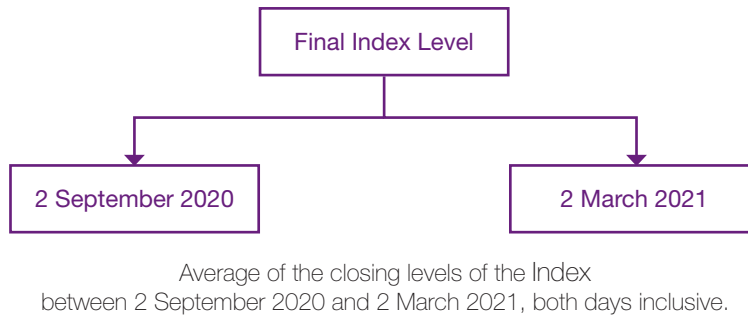 Final Index Level
2 September 2020
2 March 2021
Average of the closing levels of the Index
between 2 September 2020 and 2 March 2021, both days inclusive.